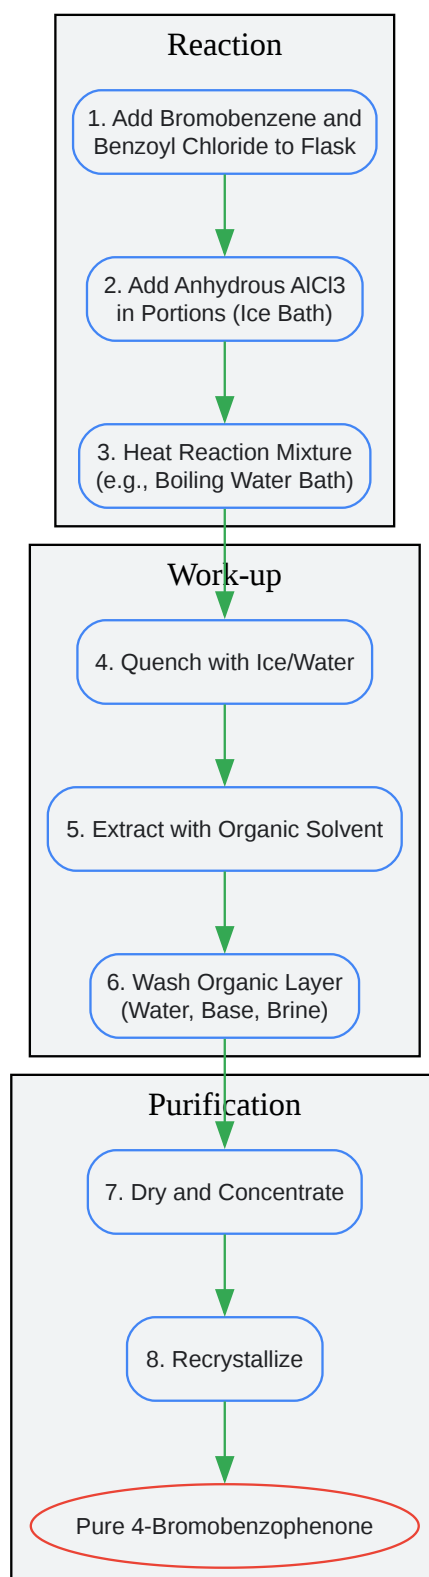 Reaction
1. Add Bromobenzene and
Benzoyl Chloride to Flask
2. Add Anhydrous AlCl3
in Portions (Ice Bath)
3. Heat Reaction Mixture
(e.g., Boiling Water Bath)
Work-up
4. Quench with Ice/Water
5. Extract with Organic Solvent
6. Wash Organic Layer
(Water, Base, Brine)
Purification
7. Dry and Concentrate
8. Recrystallize
Pure 4-Bromobenzophenone